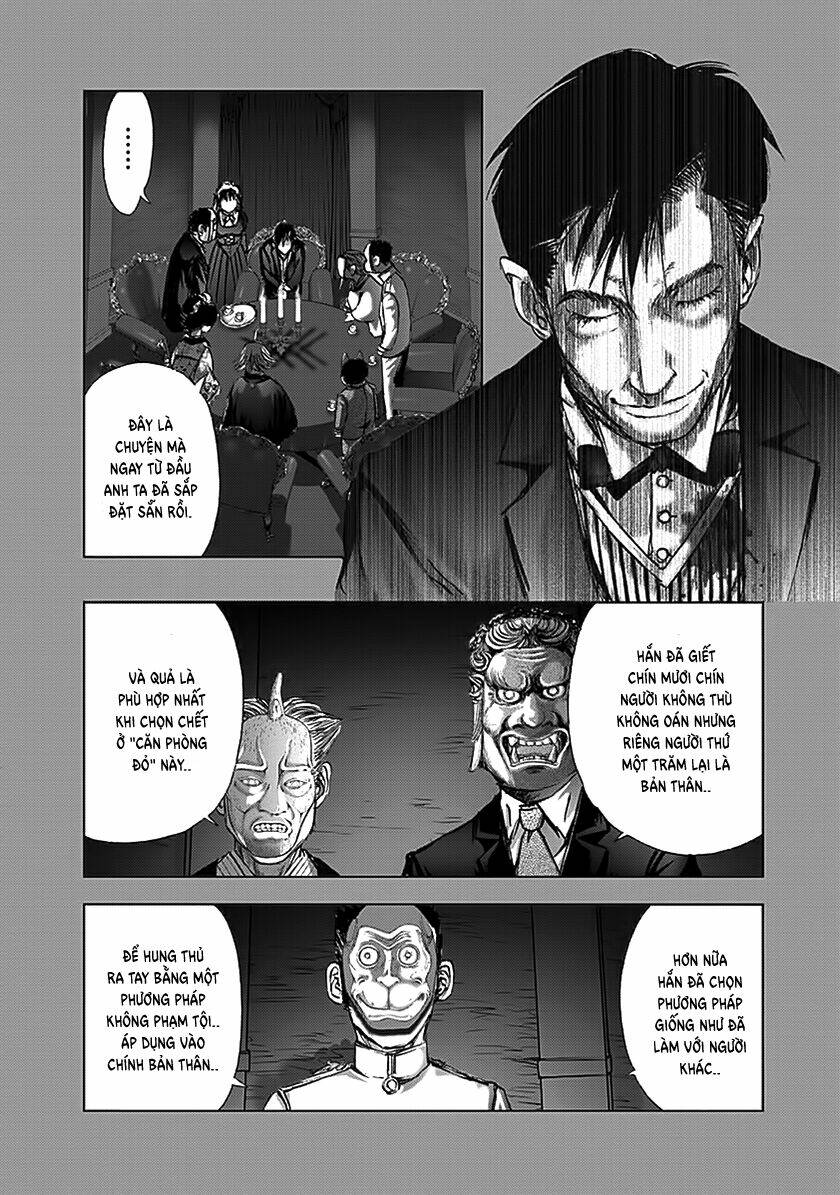 ......
ĐÂY LÀ
CHUYỆN MÀ
NGAY TỪ ĐẦU
ANH TA ĐÃ SẮP
ĐẶT SẴN RỒI.
HẮN ĐÃ GIẾT
CHÍN MƯƠI CHÍN
NGƯỜI KHÔNG THÙ
KHÔNG OÁN NHƯNG
RIÊNG NGƯỜI THỨ
MỘT TRĂM LẠI LÀ
BẢN THÂN..
VÀ QUẢ LÀ
PHÙ HỢP NHẤT
KHI CHỌN CHẾT
Ở "CĂN PHÒNG
ĐỎ" NÀY..
HƠN NỮA
HẮN ĐÃ CHỌN
PHƯƠNG PHÁP
GIỐNG NHƯ ĐÃ
LÀM VỚI NGƯỜI
KHÁC..
ĐỂ HUNG THỦ
RA TAY BẰNG MỘT
PHƯƠNG PHÁP
KHÔNG PHẠM TỘI..
ÁP DỤNG VÀO
CHÍNH BẢN THÂN..